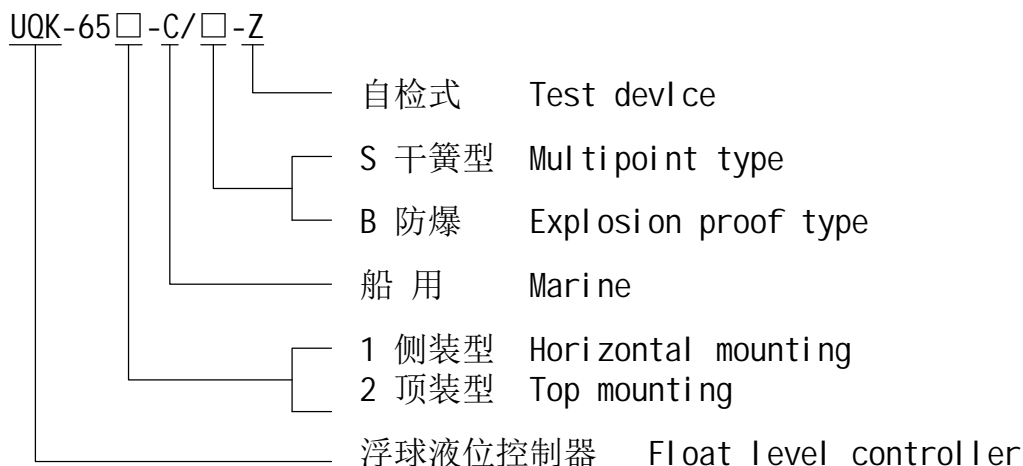 UQK-65□-C/□-Z
自检式 Test devIce
S 干簧型 Multipoint type
B 防爆 Explosion proof type
船 用 Marine
1 侧装型 Horizontal mounting
2 顶装型 Top mounting
浮球液位控制器 Float level controller